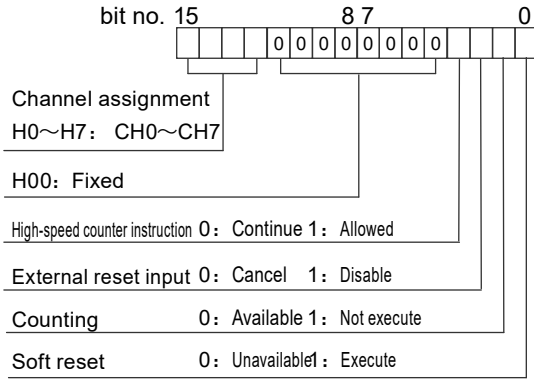 bit no. 15 8 7 0
0 0 0 0 0 0 0 0
Channel assignment
H0～H7： CH0～CH7
H00：Fixed
High-speed counter instruction 0：Continue 1：Allowed
External reset input 0：Cancel 1：Disable
Counting 0：Available 1：Not execute
Soft reset 0：Unavailable1：Execute